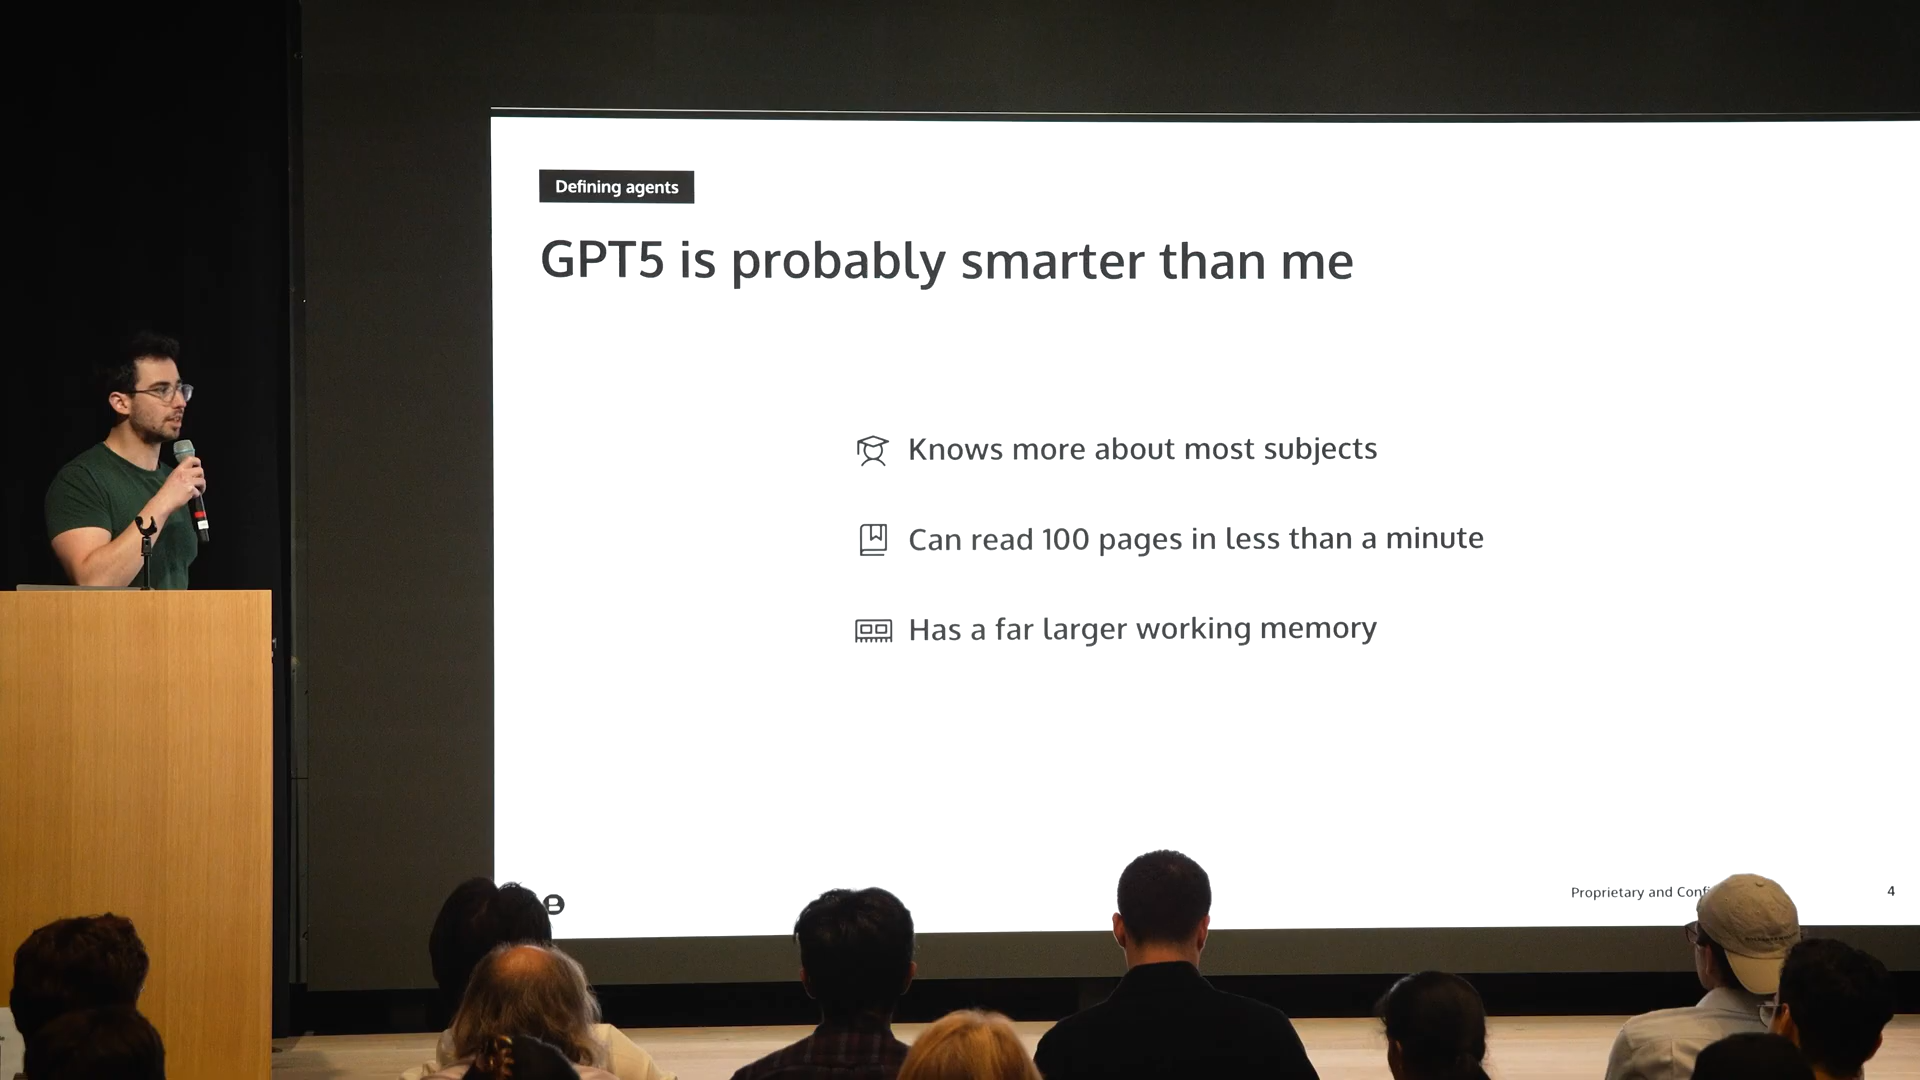 Defining agents
GPT5 is probably smarter than me
Knows more about most subjects
Can read 100 pages in less than a minute
Has a far larger working memory
Proprietary and
4